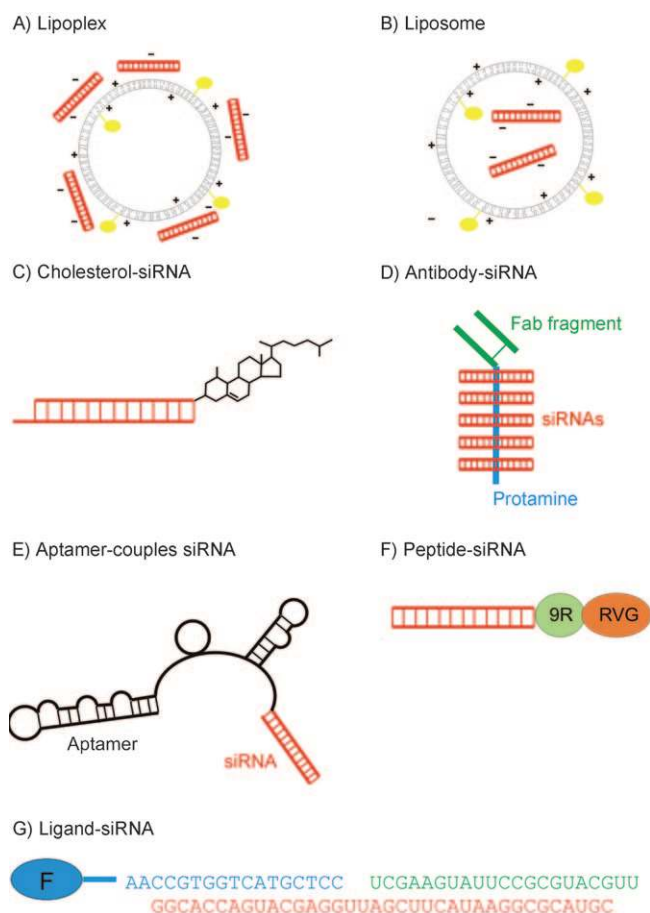 A) Lipoplex
B) Liposome
C) Cholesterol-siRNA
D) Antibody-siRNA
Fab fragment
siRNAs
Protamine
E) Aptamer-couples siRNA
Aptamer
siRNA
F) Peptide-siRNA
9R RVG
G) Ligand-siRNA
F AACCGTGGTCATGCTCC UCGAAGUAUUCCGCGUACGUU
GGCACCAGUACGAGGUUAGCUUCAUAAGGCGCAUGC